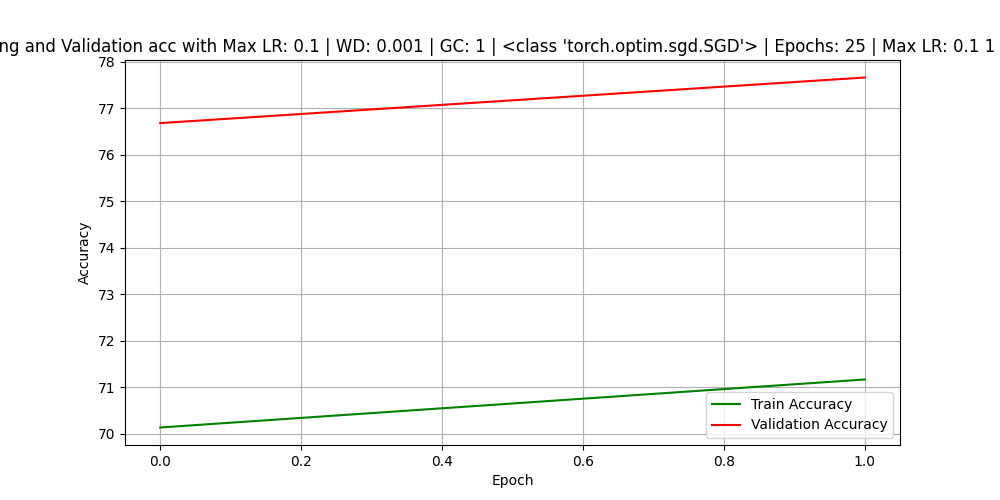 ng and Validation acc with Max LR: 0.1 | WD: 0.001 | GC: 1 | <class 'torch.optim.sgd.SGD'> | Epochs: 25 | Max LR: 0.1 1
78
77
76
75
74
73
72
71
70
Accuracy
Train Accuracy
Validation Accuracy
0.0 0.2 0.4 0.6 0.8 1.0
Epoch